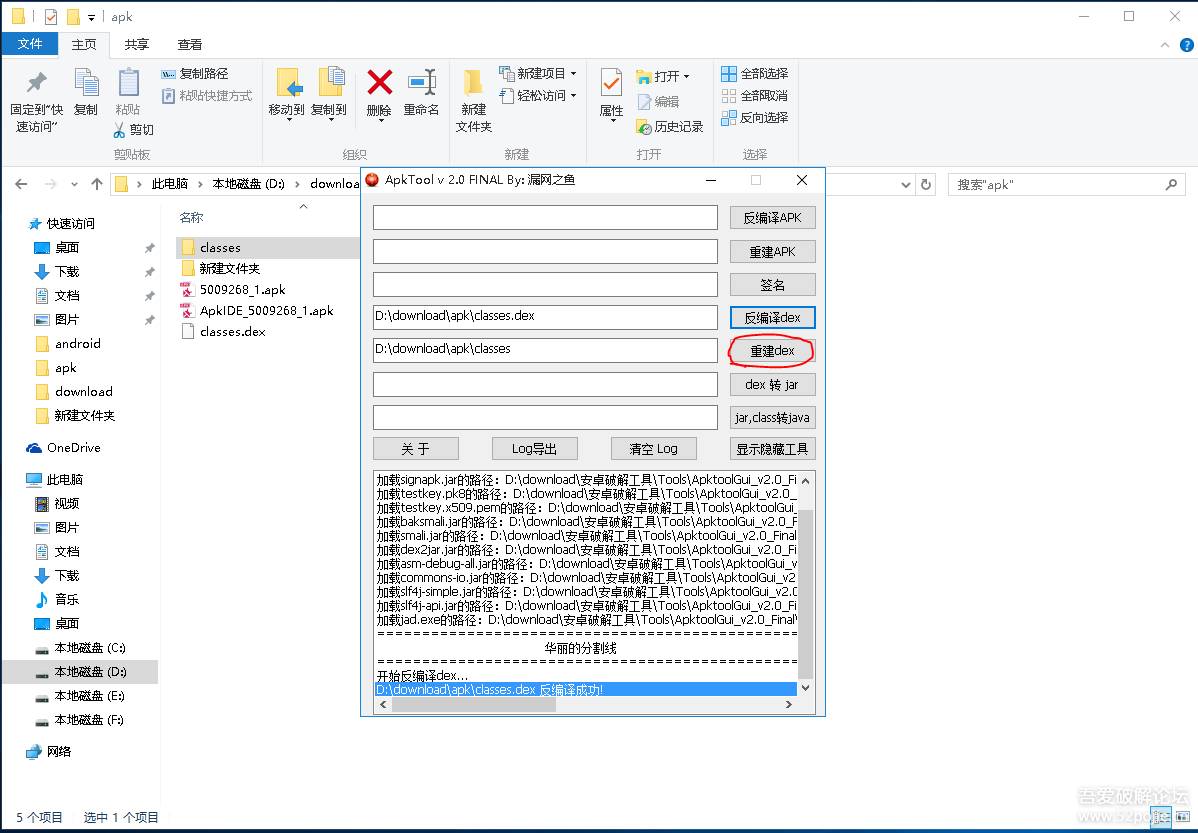 apk
文件 主页 共享 查看
固定到"快速访问"
复制
粘贴
复制路径
粘贴快捷方式
剪切
剪贴板
移动到
复制到
删除
重命名
组织
新建文件夹
新建项目
轻松访问
新建
属性
打开
编辑
历史记录
打开
全部选择
全部取消
反向选择
选择
此电脑 本地磁盘 (D:) downloa
搜索"apk"
快速访问
桌面
下载
文档
图片
android
apk
download
新建文件夹
OneDrive
此电脑
视频
图片
文档
下载
音乐
桌面
本地磁盘 (C:)
本地磁盘 (D:)
本地磁盘 (E:)
本地磁盘 (F:)
网络
名称
classes
新建文件夹
5009268_1.apk
ApkIDE_5009268_1.apk
classes.dex
ApkTool v 2.0 FINAL By: 漏网之鱼
反编译APK
重建APK
签名
D:\download\apk\classes.dex 反编译dex
D:\download\apk\classes 重建dex
dex 转 jar
jar,class转java
关 于 Log导出 清空 Log 显示隐藏工具
加载signapk.jar的路径：D:\download\安卓破解工具\Tools\ApktoolGui_v2.0_Fi
加载testkey.pk8的路径：D:\download\安卓破解工具\Tools\ApktoolGui_v2.0_
加载testkey.x509.pem的路径：D:\download\安卓破解工具\Tools\ApktoolGui_
加载baksmali.jar的路径：D:\download\安卓破解工具\Tools\ApktoolGui_v2.0_F
加载smali.jar的路径：D:\download\安卓破解工具\Tools\ApktoolGui_v2.0_Final
加载dex2jar.jar的路径：D:\download\安卓破解工具\Tools\ApktoolGui_v2.0_Fi
加载asm-debug-all.jar的路径：D:\download\安卓破解工具\Tools\ApktoolGui_v
加载commons-io.jar的路径：D:\download\安卓破解工具\Tools\ApktoolGui_v2
加载slf4j-simple.jar的路径：D:\download\安卓破解工具\Tools\ApktoolGui_v2.0
加载slf4j-api.jar的路径：D:\download\安卓破解工具\Tools\ApktoolGui_v2.0_Fi
加载jad.exe的路径：D:\download\安卓破解工具\Tools\ApktoolGui_v2.0_Final\
华丽的分割线
开始反编译dex...
D:\download\apk\classes.dex 反编译成功!
5 个项目 选中 1 个项目
吾爱破解论坛